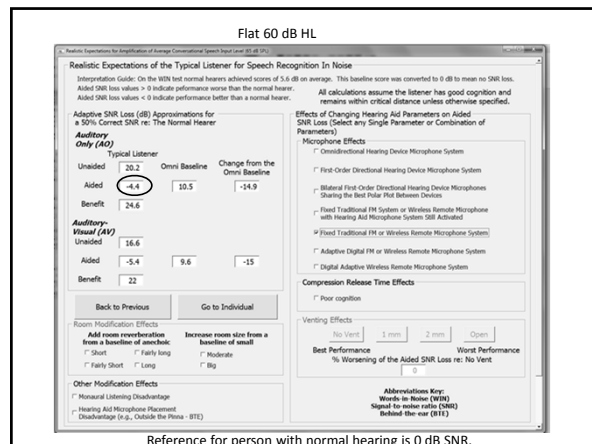 Flat 60 dB HL
Realistic Expectations for Amplification of Average Conversational Speech Input Level (65 dB SPL)
Realistic Expectations of the Typical Listener for Speech Recognition In Noise
Interpretation Guide: On the WIN test normal hearers achieved scores of 5.6 dB on average. This baseline score was converted to 0 dB to mean no SNR loss.
Aided SNR loss values > 0 indicate peformance worse than the normal hearer.
Aided SNR loss values < 0 indicate performance better than a normal hearer.
All calculations assume the listener has good cognition and
remains within critical distance unless otherwise specified.
Adaptive SNR Loss (dB) Approximations for
a 50% Correct SNR re: The Normal Hearer
Auditory
Only (AO)
Typical Listener
Unaided 20.2 Omni Baseline Change from the
Omni Baseline
Aided -4.4 10.5 -14.9
Benefit 24.6
Auditory-
Visual (AV)
Unaided 16.6
Aided -5.4 9.6 -15
Benefit 22
Back to Previous Go to Individual
Room Modification Effects
Add room reverberation
from a baseline of anechoic
Short Fairly long
Fairly Short Long
Increase room size from a
baseline of small
Moderate
Big
Other Modification Effects
Monaural Listening Disadvantage
Hearing Aid Microphone Placement
Disadvantage (e.g., Outside the Pinna - BTE)
Effects of Changing Hearing Aid Parameters on Aided
SNR Loss (Select any Single Parameter or Combination of
Parameters)
Microphone Effects
Omnidirectional Hearing Device Microphone System
First-Order Directional Hearing Device Microphone System
Bilateral First-Order Directional Hearing Device Microphones
Sharing the Best Polar Plot Between Devices
Fixed Traditional FM System or Wireless Remote Microphone
with Hearing Aid Microphone System Still Activated
Fixed Traditional FM or Wireless Remote Microphone System
Adaptive Digital FM or Wireless Remote Microphone System
Digital Adaptive Wireless Remote Microphone System
Compression Release Time Effects
Poor cognition
Venting Effects
No Vent 1 mm 2 mm Open
Best Performance Worst Performance
% Worsening of the Aided SNR Loss re: No Vent
0
Abbreviations Key:
Words-in-Noise (WIN)
Signal-to-noise ratio (SNR)
Behind-the-ear (BTE)
Reference for person with normal hearing is 0 dB SNR.